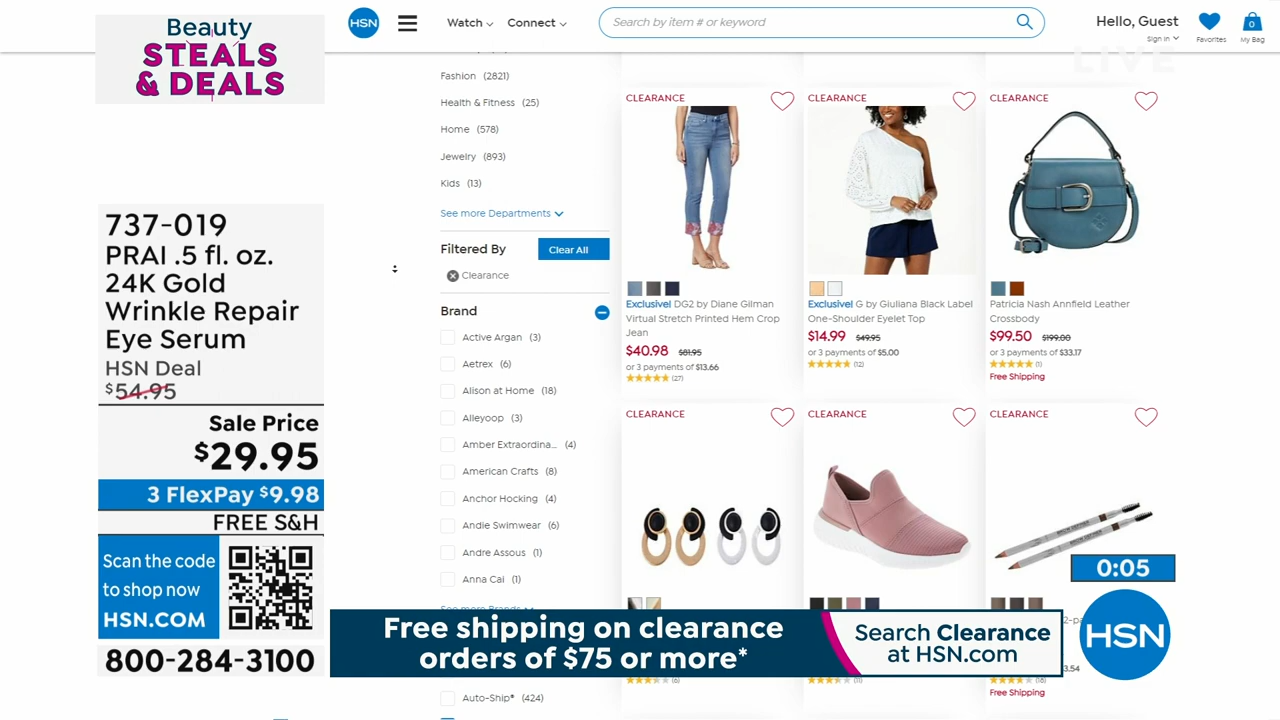 Beauty
STEALS
& DEALS
HSN
Watch
Connect
Search by item # or keyword
Hello, Guest
Sign In
Favorites
0
My Bag
LIVE
737-019
PRAI .5 fl. oz.
24K Gold
Wrinkle Repair
Eye Serum
HSN Deal
$54.95
Sale Price
$29.95
3 FlexPay $9.98
FREE S&H
Scan the code
to shop now
HSN.COM
800-284-3100
Fashion (2821)
Health & Fitness (25)
Home (578)
Jewelry (893)
Kids (13)
See more Departments
Filtered By
Clear All
Clearance
Brand
Active Argan (3)
Aetrex (6)
Alison at Home (18)
Alleyoop (3)
Amber Extraordina... (4)
American Crafts (8)
Anchor Hocking (4)
Andie Swimwear (6)
Andre Assous (1)
Anna Cai (1)
Auto-Ship® (424)
CLEARANCE
Exclusive! DG2 by Diane Gilman
Virtual Stretch Printed Hem Crop
Jean
$40.98 $81.95
or 3 payments of $13.66
(27)
CLEARANCE
Exclusive! G by Giuliana Black Label
One-Shoulder Eyelet Top
$14.99 $49.95
or 3 payments of $5.00
(12)
CLEARANCE
Patricia Nash Annfield Leather
Crossbody
$99.50 $199.00
or 3 payments of $33.17
(1)
Free Shipping
CLEARANCE
(6)
CLEARANCE
(11)
CLEARANCE
3.54
(18)
Free Shipping
0:05
Free shipping on clearance
orders of $75 or more*
Search Clearance
at HSN.com
HSN